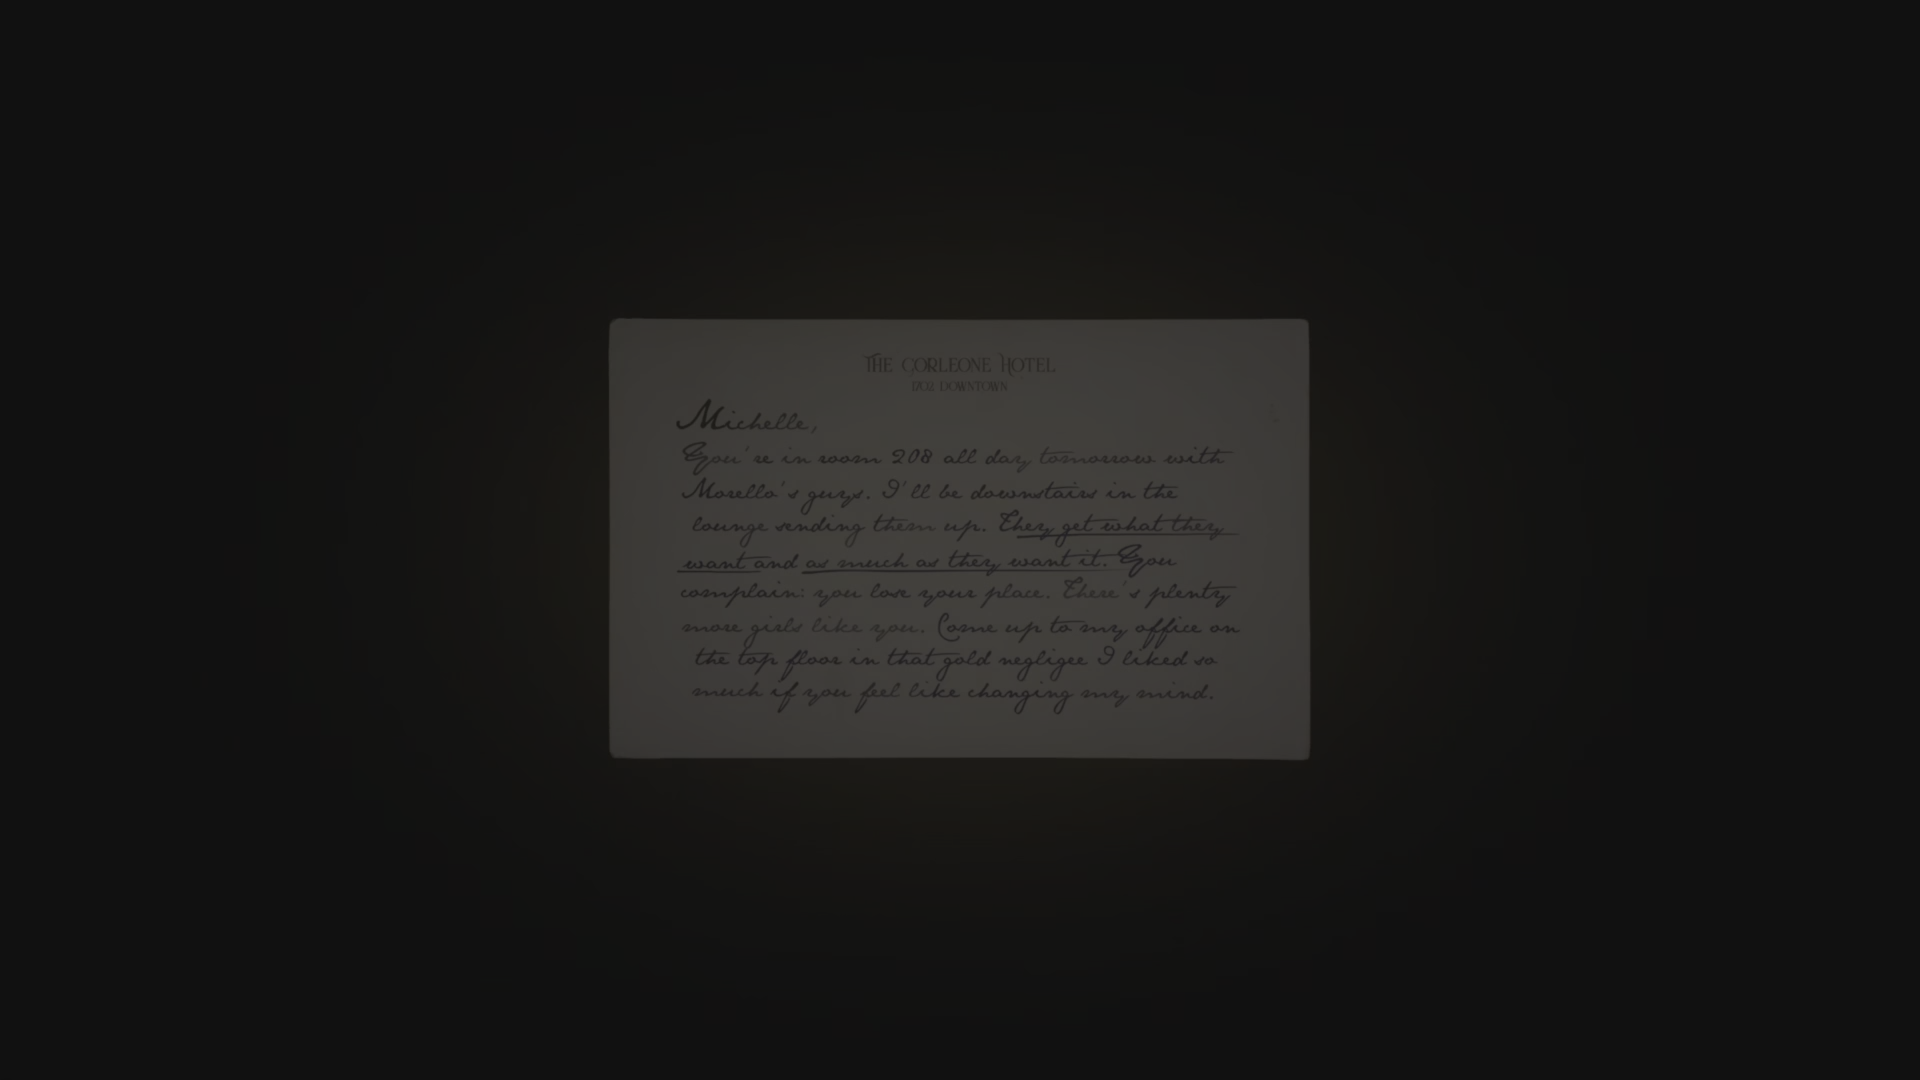 THE CORLEONE HOTEL
1702 DOWNTOWN
Michelle,
You're in room 208 all day tomorrow with
Morello's guys. I'll be downstairs in the
lounge sending them up. They get what they
want and as much as they want it. You
complain: you lose your place. There's plenty
more girls like you. Come up to my office on
the top floor in that gold negligee I liked so
much if you feel like changing my mind.